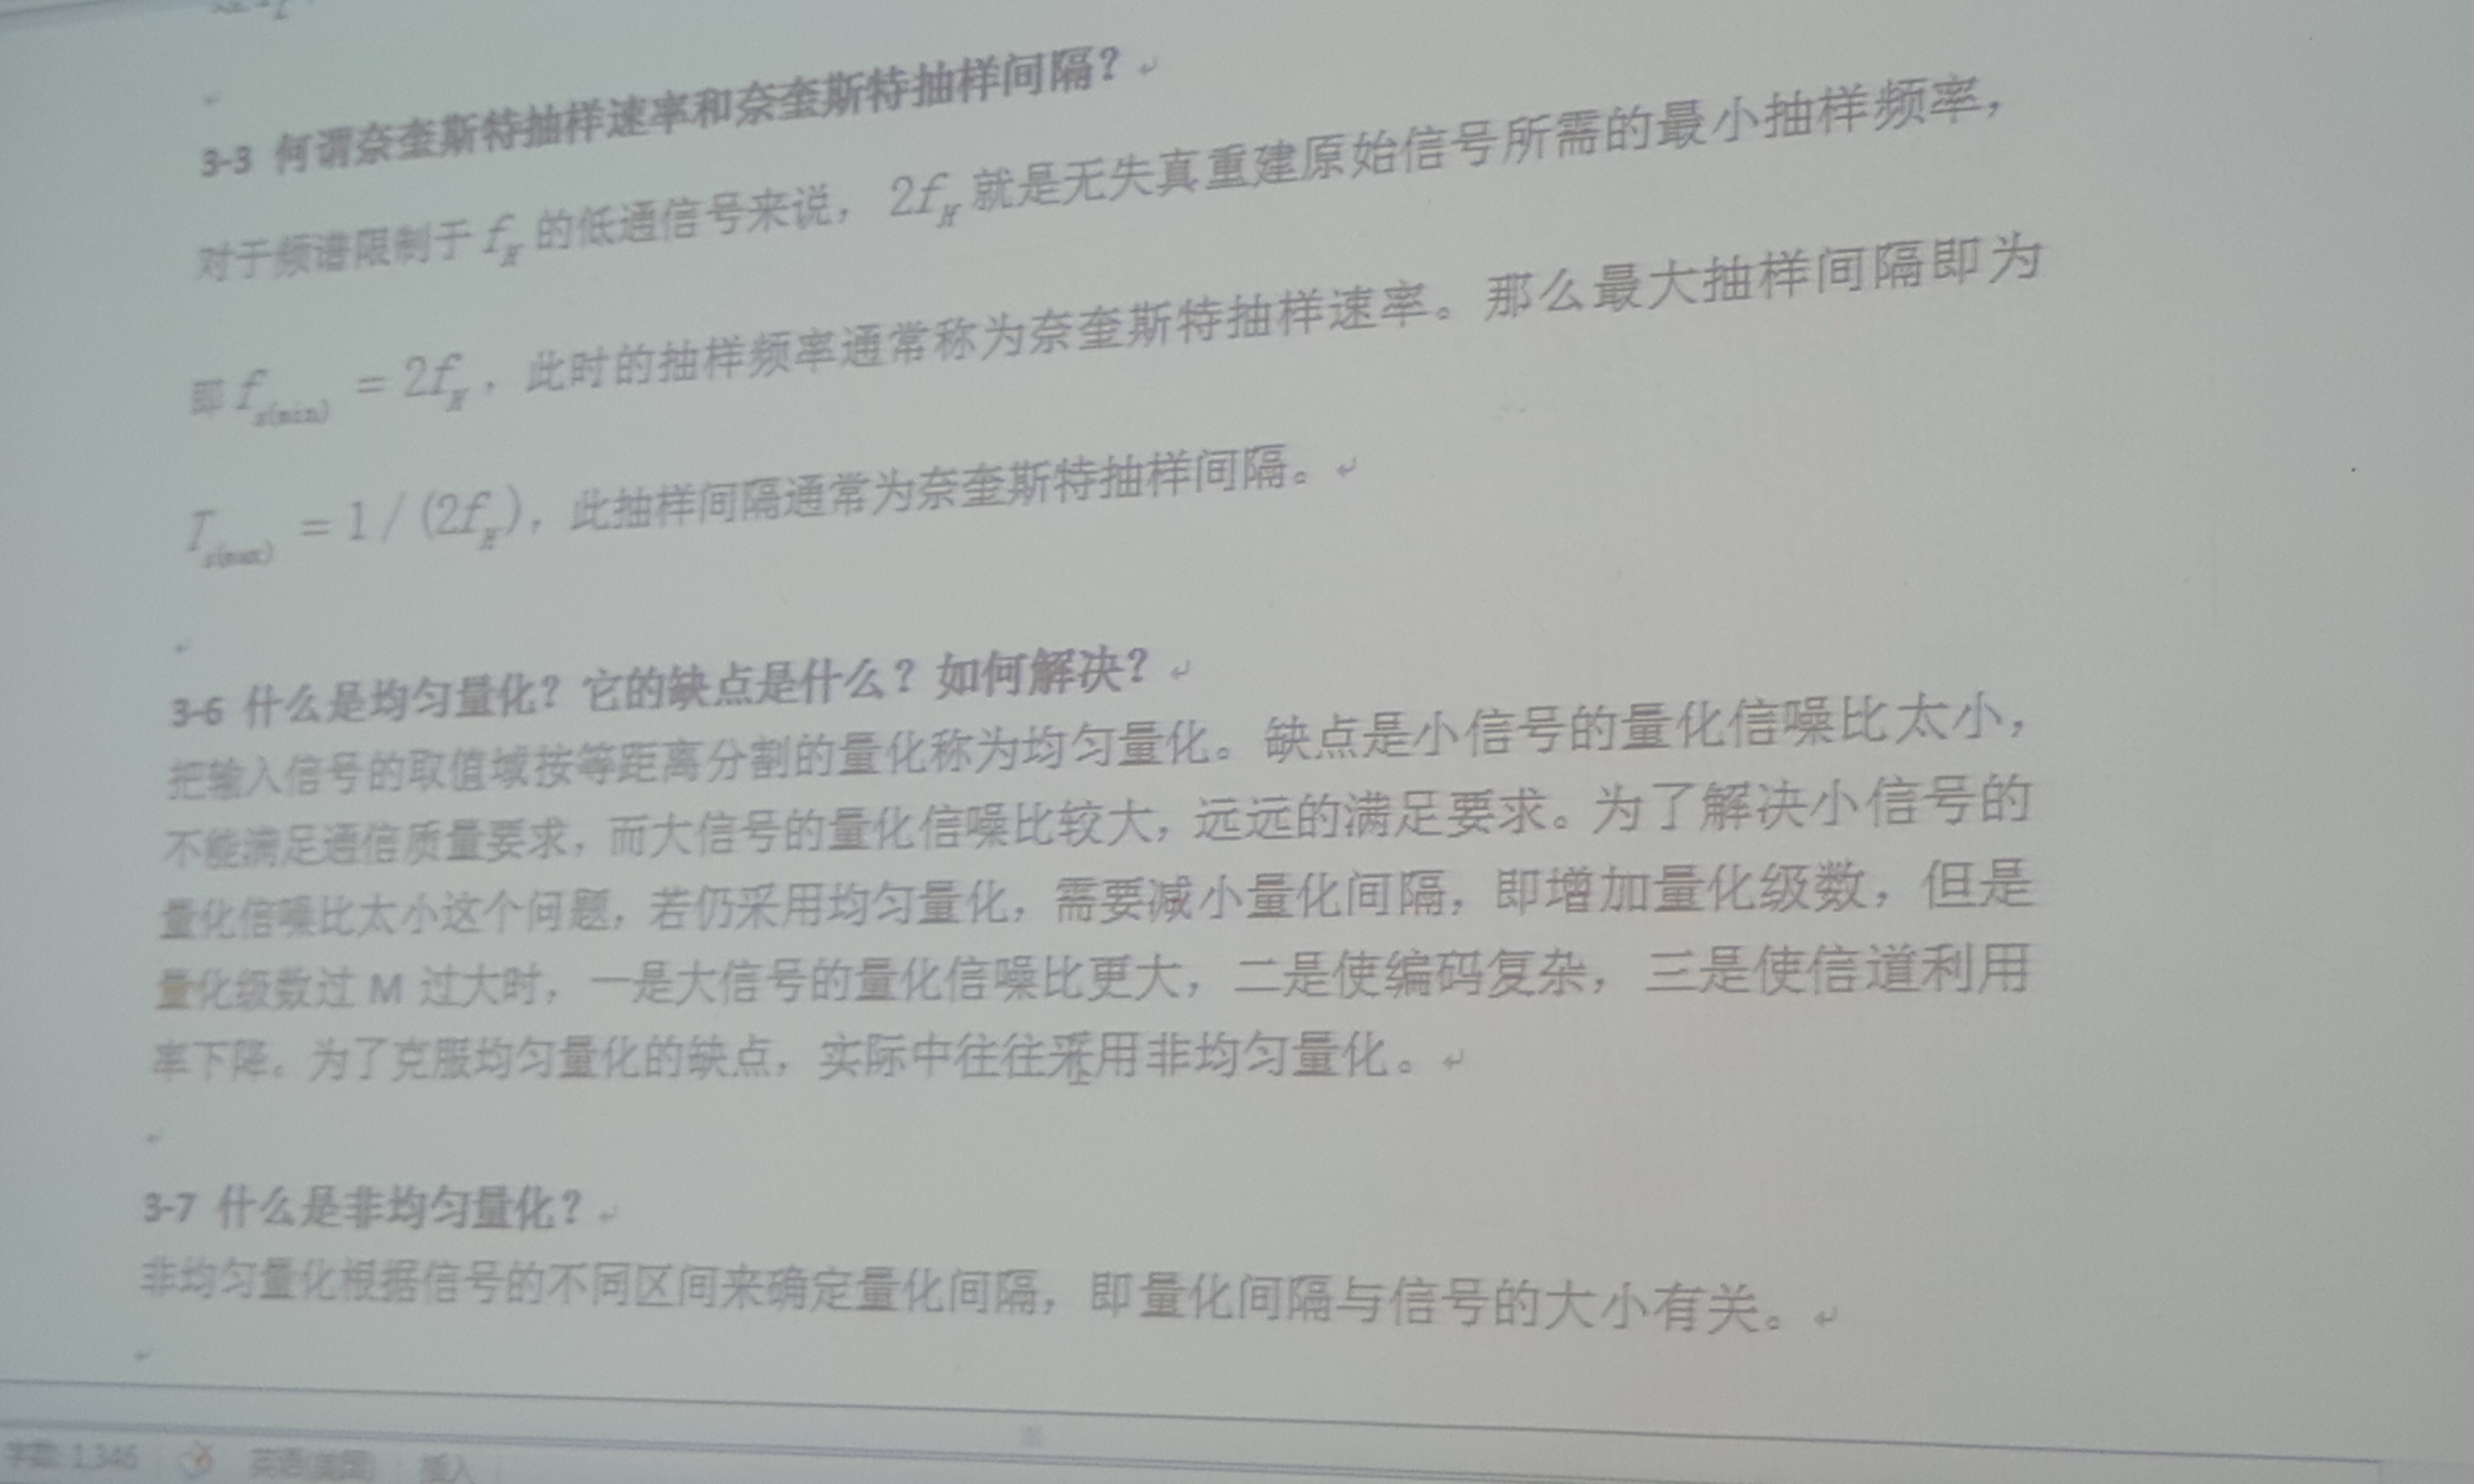 3-3 何谓奈奎斯特抽样速率和奈奎斯特抽样间隔？
对于频谱限制于 f_H 的低通信号来说，2f_H 就是无失真重建原始信号所需的最小抽样频率，
即 f_s(min) = 2f_H，此时的抽样频率通常称为奈奎斯特抽样速率。那么最大抽样间隔即为
T_s(max) = 1 / (2f_H)，此抽样间隔通常为奈奎斯特抽样间隔。
3-6 什么是均匀量化？它的缺点是什么？如何解决？
把输入信号的取值域按等距离分割的量化称为均匀量化。缺点是小信号的量化信噪比太小，
不能满足通信质量要求，而大信号的量化信噪比较大，远远的满足要求。为了解决小信号的
量化信噪比太小这个问题，若仍采用均匀量化，需要减小量化间隔，即增加量化级数，但是
量化级数过 M 过大时，一是大信号的量化信噪比更大，二是使编码复杂，三是使信道利用
率下降。为了克服均匀量化的缺点，实际中往往采用非均匀量化。
3-7 什么是非均匀量化？
非均匀量化根据信号的不同区间来确定量化间隔，即量化间隔与信号的大小有关。
字数: 1,346 英语(美国) 插入